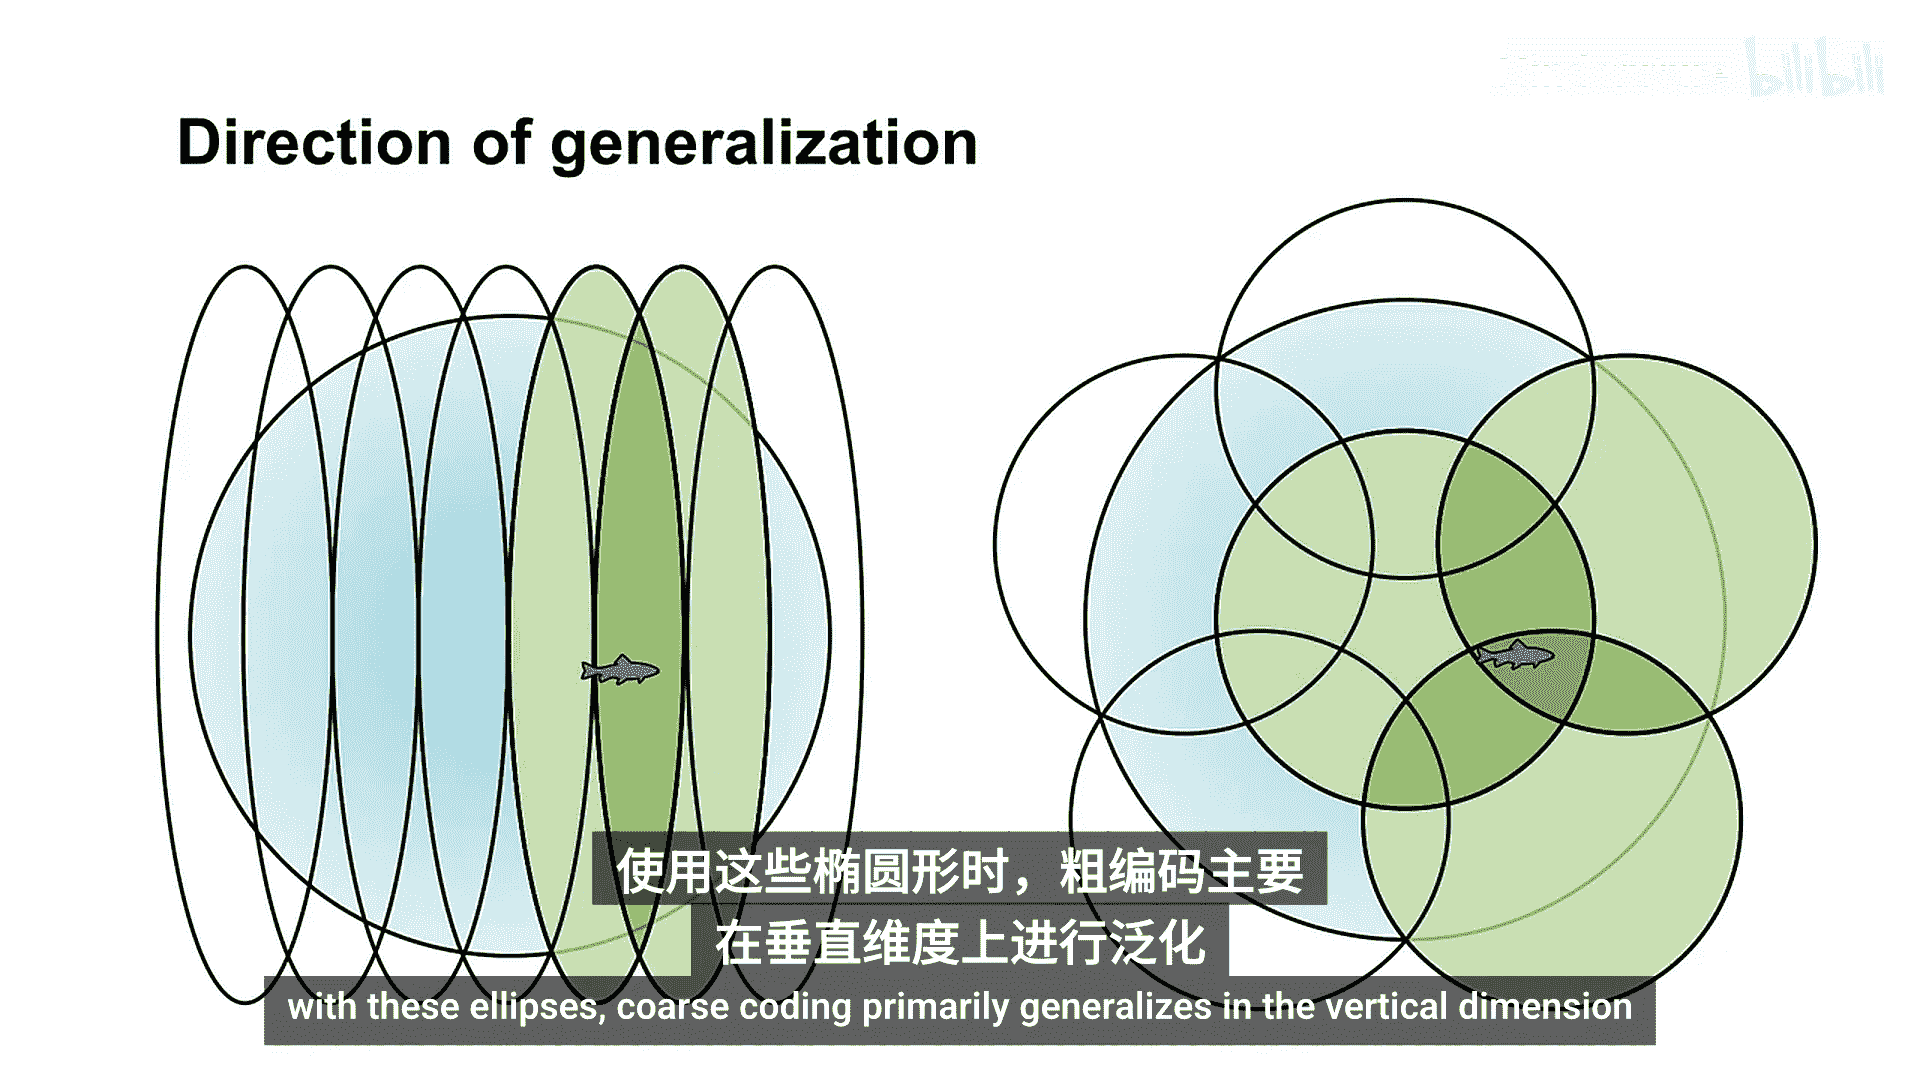 bilibili
Direction of generalization
使用这些椭圆形时，粗编码主要
在垂直维度上进行泛化
with these ellipses, coarse coding primarily generalizes in the vertical dimension